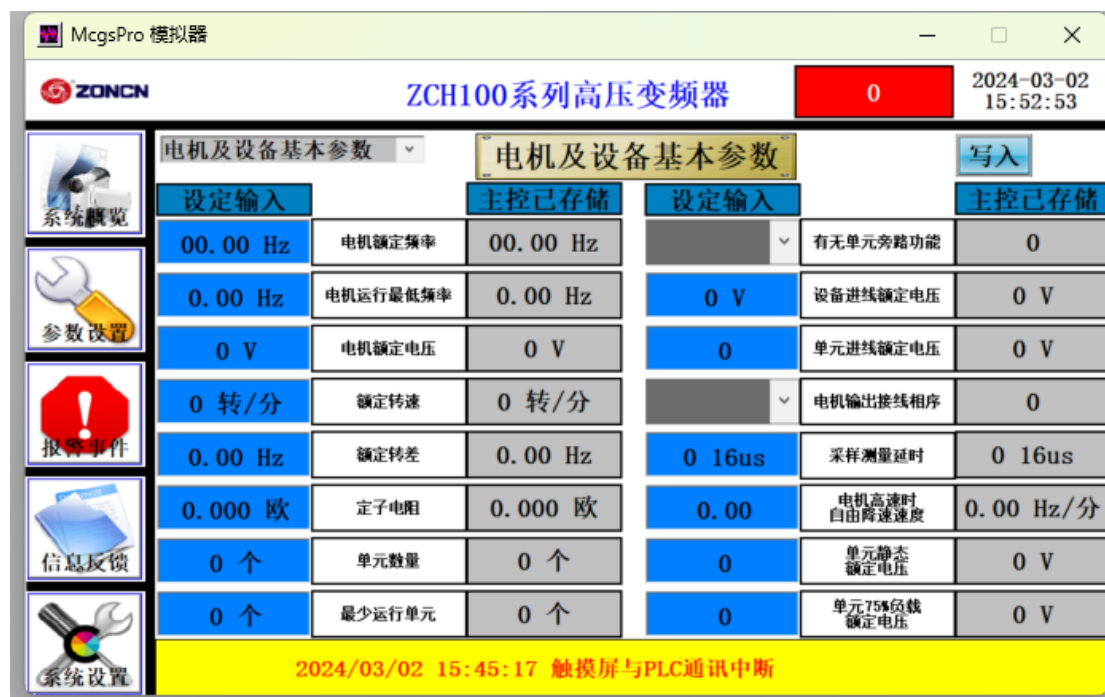 McgsPro 模拟器
ZONCN
ZCH100系列高压变频器
0
2024-03-02
15:52:53
系统概览
参数设置
报警事件
信息反馈
系统设置
电机及设备基本参数
电机及设备基本参数
写入
设定输入 主控已存储 设定输入 主控已存储
00.00 Hz 电机额定频率 00.00 Hz 有无单元旁路功能 0
0.00 Hz 电机运行最低频率 0.00 Hz 0 V 设备进线额定电压 0 V
0 V 电机额定电压 0 V 0 单元进线额定电压 0 V
0 转/分 额定转速 0 转/分 电机输出接线相序 0
0.00 Hz 额定转差 0.00 Hz 0 16us 采样测量延时 0 16us
0.000 欧 定子电阻 0.000 欧 0.00 电机高速时
自由降速速度 0.00 Hz/分
0 个 单元数量 0 个 0 单元静态
额定电压 0 V
0 个 最少运行单元 0 个 0 单元75%负载
额定电压 0 V
2024/03/02 15:45:17 触摸屏与PLC通讯中断